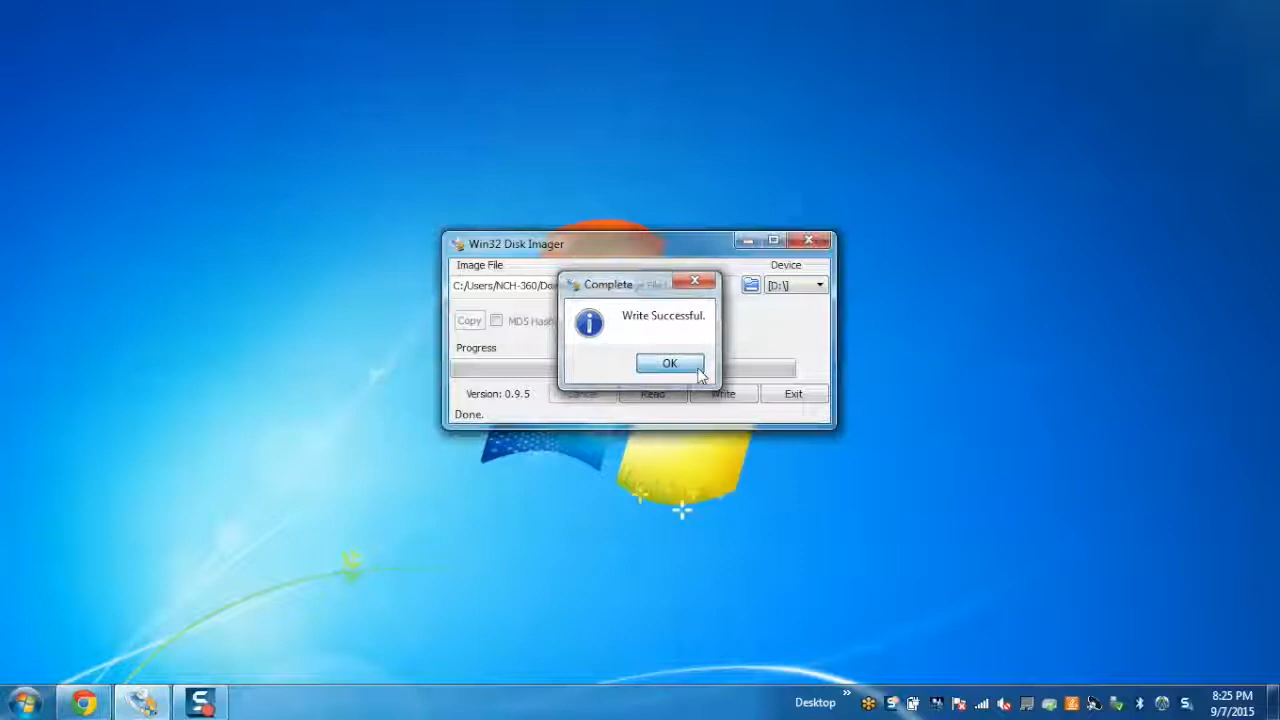 Win32 Disk Imager
Image File
Device
C:/Users/NCH-360/Dow
[D:\]
Complete
Write Successful.
OK
Copy
MD5 Hash
Progress
Version: 0.9.5
Cancel
Read
Write
Exit
Done.
Desktop
8:25 PM
9/7/2015